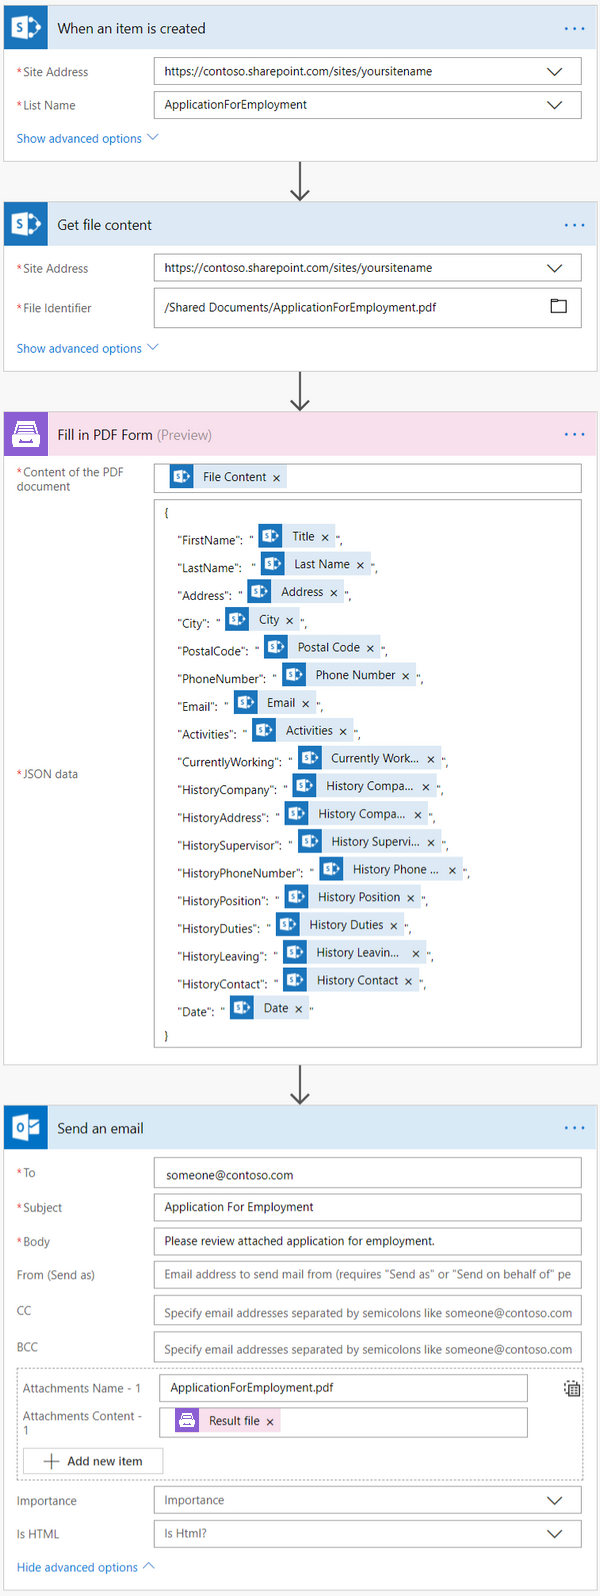 When an item is created
*Site Address https://contoso.sharepoint.com/sites/yoursitename
*List Name ApplicationForEmployment
Show advanced options
Get file content
*Site Address https://contoso.sharepoint.com/sites/yoursitename
*File Identifier /Shared Documents/ApplicationForEmployment.pdf
Show advanced options
Fill in PDF Form (Preview)
*Content of the PDF
document
File Content ×
*JSON data
{
"FirstName": " Title × ",
"LastName": " Last Name × ",
"Address": " Address × ",
"City": " City × ",
"PostalCode": " Postal Code × ",
"PhoneNumber": " Phone Number × ",
"Email": " Email × ",
"Activities": " Activities × ",
"CurrentlyWorking": " Currently Work... × ",
"HistoryCompany": " History Compa... × ",
"HistoryAddress": " History Compa... × ",
"HistorySupervisor": " History Supervi... × ",
"HistoryPhoneNumber": " History Phone ... × ",
"HistoryPosition": " History Position × ",
"HistoryDuties": " History Duties × ",
"HistoryLeaving": " History Leavin... × ",
"HistoryContact": " History Contact × ",
"Date": " Date × "
}
Send an email
*To someone@contoso.com
*Subject Application For Employment
*Body Please review attached application for employment.
From (Send as) Email address to send mail from (requires "Send as" or "Send on behalf of" pe
CC Specify email addresses separated by semicolons like someone@contoso.com
BCC Specify email addresses separated by semicolons like someone@contoso.com
Attachments Name - 1 ApplicationForEmployment.pdf
Attachments Content -
1
Result file ×
Add new item
Importance Importance
Is HTML Is Html?
Hide advanced options